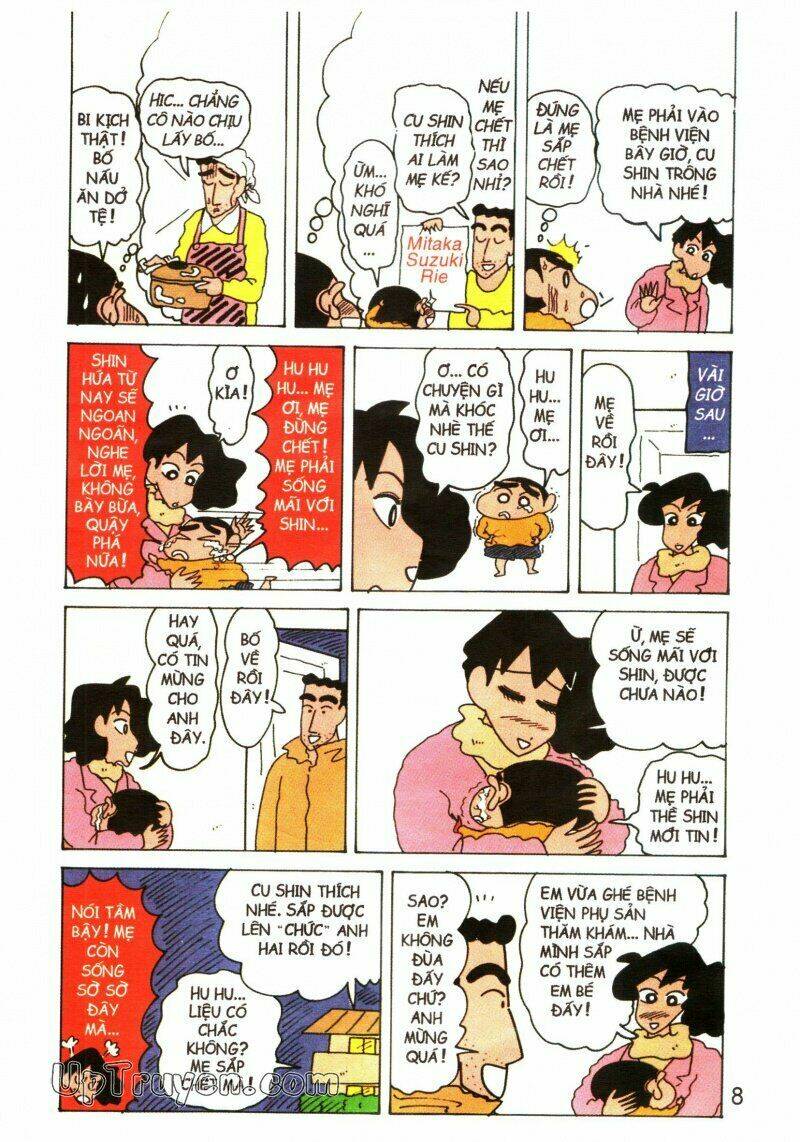 MẸ PHẢI VÀO
BỆNH VIỆN
BÂY GIỜ, CU
SHIN TRÔNG
NHÀ NHÉ!
ĐÚNG
LÀ MẸ
SẮP
CHẾT
RỒI!
NẾU
MẸ
CHẾT
THÌ
SAO
NHỈ?
CU SHIN
THÍCH
AI LÀM
MẸ KẾ?
Mitaka
Suzuki
Rie
ỪM...
KHÓ
NGHĨ
QUÁ
...
HIC... CHẲNG
CÔ NÀO CHỊU
LẤY BỐ...
BI KỊCH
THẬT!
BỐ
NẤU
ĂN DỞ
TỆ!
VÀI
GIỜ
SAU
...
MẸ
VỀ
RỒI
ĐÂY!
HU
HU...
MẸ
ƠI...
Ơ... CÓ
CHUYỆN GÌ
MÀ KHÓC
NHÈ THẾ
CU SHIN?
HU HU
HU... MẸ
ƠI, MẸ
ĐỪNG
CHẾT!
MẸ PHẢI
SỐNG
MÃI VỚI
SHIN...
Ơ
KÌA!
SHIN
HỨA TỪ
NAY SẼ
NGOAN
NGOÃN,
NGHE
LỜI MẸ,
KHÔNG
BÀY BỪA,
QUẬY
PHÁ
NỮA!
Ừ, MẸ SẼ
SỐNG MÃI VỚI
SHIN, ĐƯỢC
CHƯA NÀO!
HU HU...
MẸ PHẢI
THỀ SHIN
MỚI TIN!
BỐ
VỀ
RỒI
ĐÂY!
HAY
QUÁ,
CÓ TIN
MỪNG
CHO
ANH
ĐÂY.
EM VỪA GHÉ BỆNH
VIỆN PHỤ SẢN
THĂM KHÁM... NHÀ
MÌNH SẮP
CÓ THÊM
EM BÉ
ĐẤY!
SAO?
EM
KHÔNG
ĐÙA
ĐẤY
CHỨ?
ANH
MỪNG
QUÁ!
CU SHIN THÍCH
NHÉ. SẮP ĐƯỢC
LÊN "CHỨC" ANH
HAI RỒI ĐÓ!
HU HU...
LIỆU CÓ
CHẮC
KHÔNG?
MẸ SẮP
CHẾT MÀ!
NÓI TẦM
BẬY! MẸ
CÒN
SỐNG
SỜ SỜ
ĐÂY
MÀ...
UpTruyen.com
8